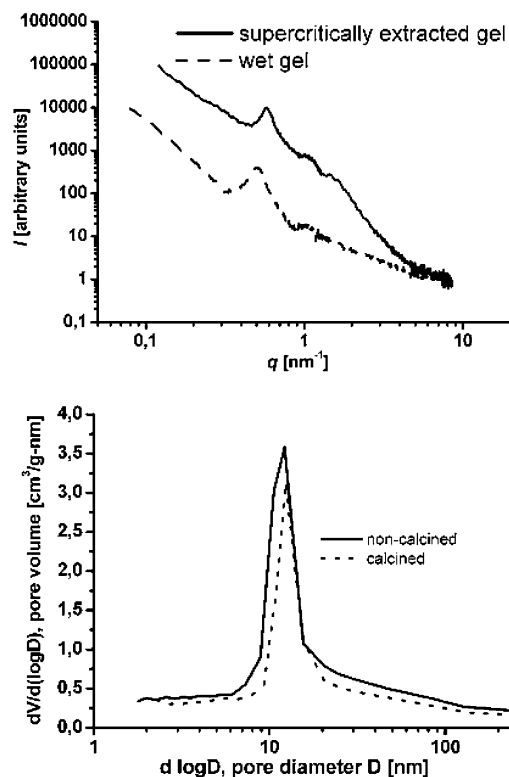 supercritically extracted gel
wet gel
1000000
100000
10000
1000
100
10
1
0,1
I [arbitrary units]
0,1
1
10
q [nm⁻¹]
4,0
3,5
3,0
2,5
2,0
1,5
1,0
0,5
0,0
dV/d(logD), pore volume [cm³/g-nm]
non-calcined
calcined
1
10
100
d logD, pore diameter D [nm]